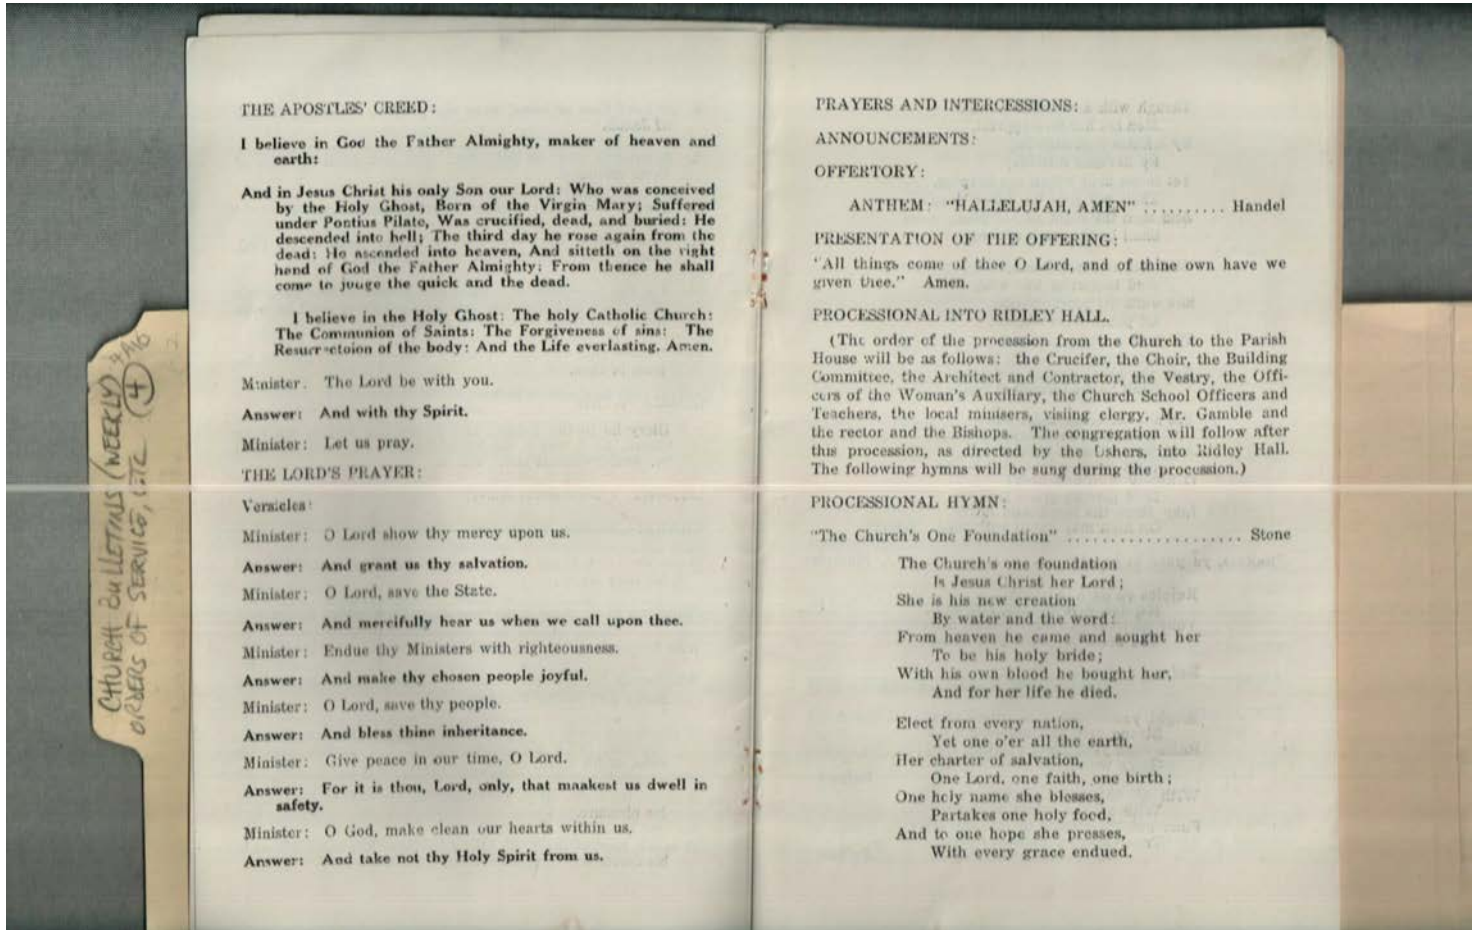 THE APOSTLES' CREED:
I believe in God the Father Almighty, maker of heaven and
earth:
And in Jesus Christ his only Son our Lord: Who was conceived
by the Holy Ghost, Born of the Virgin Mary; Suffered
under Pontius Pilate, Was crucified, dead, and buried: He
descended into hell; The third day he rose again from the
dead: He ascended into heaven, And sitteth on the right
hand of God the Father Almighty: From thence he shall
come to judge the quick and the dead.
I believe in the Holy Ghost: The holy Catholic Church:
The Communion of Saints: The Forgiveness of sins: The
Resurrectoion of the body: And the Life everlasting. Amen.
Minister: The Lord be with you.
Answer: And with thy Spirit.
Minister: Let us pray.
THE LORD'S PRAYER:
Versicles:
Minister: O Lord show thy mercy upon us.
Answer: And grant us thy salvation.
Minister: O Lord, save the State.
Answer: And mercifully hear us when we call upon thee.
Minister: Endue thy Ministers with righteousness.
Answer: And make thy chosen people joyful.
Minister: O Lord, save thy people.
Answer: And bless thine inheritance.
Minister: Give peace in our time, O Lord.
Answer: For it is thou, Lord, only, that maakest us dwell in
safety.
Minister: O God, make clean our hearts within us.
Answer: And take not thy Holy Spirit from us.
PRAYERS AND INTERCESSIONS:
ANNOUNCEMENTS:
OFFERTORY:
ANTHEM: "HALLELUJAH, AMEN" .......... Handel
PRESENTATION OF THE OFFERING:
"All things come of thee O Lord, and of thine own have we
given thee." Amen.
PROCESSIONAL INTO RIDLEY HALL.
(The order of the procession from the Church to the Parish
House will be as follows: the Crucifer, the Choir, the Building
Committee, the Architect and Contractor, the Vestry, the Offi-
cers of the Woman's Auxiliary, the Church School Officers and
Teachers, the local minisers, visiing clergy, Mr. Gamble and
the rector and the Bishops. The congregation will follow after
this procession, as directed by the Ushers, into Ridley Hall.
The following hymns will be sung during the procession.)
PROCESSIONAL HYMN:
"The Church's One Foundation" ..................... Stone
The Church's one foundation
Is Jesus Christ her Lord;
She is his new creation
By water and the word:
From heaven he came and sought her
To be his holy bride;
With his own blood he bought her,
And for her life he died.
Elect from every nation,
Yet one o'er all the earth,
Her charter of salvation,
One Lord, one faith, one birth;
One holy name she blesses,
Partakes one holy food,
And to one hope she presses,
With every grace endued.
CHURCH BULLETINS (WEEKLY)
ORDERS OF SERVICE, ETC (4)